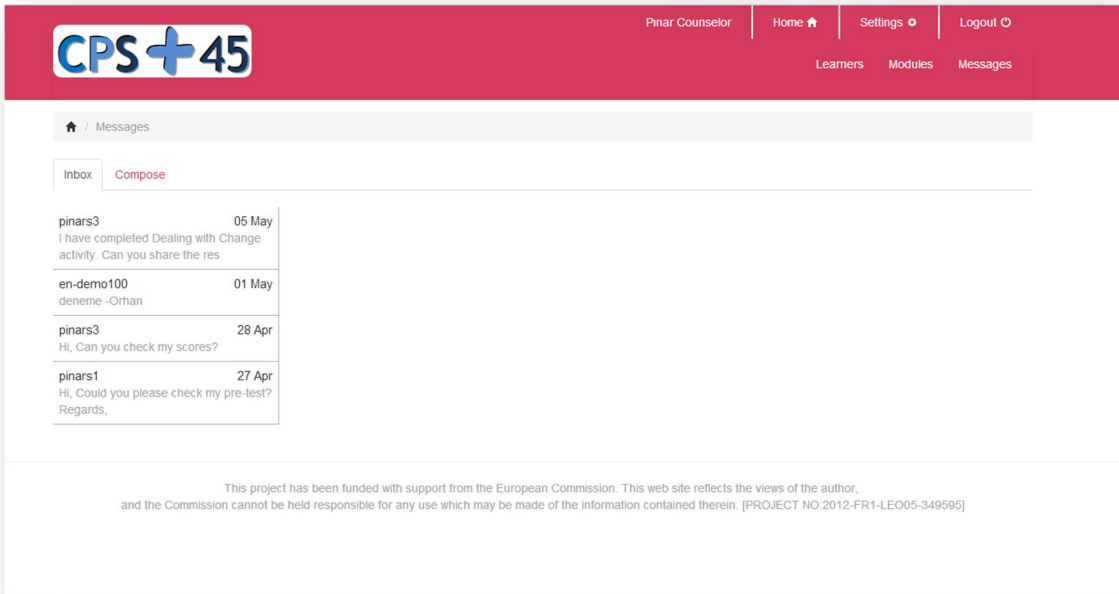 Pınar Counselor
Home
Settings
Logout
CPS+45
Learners
Modules
Messages
/ Messages
Inbox
Compose
pinars3 05 May
I have completed Dealing with Change
activity. Can you share the res
en-demo100 01 May
deneme -Orhan
pinars3 28 Apr
Hi, Can you check my scores?
pinars1 27 Apr
Hi, Could you please check my pre-test?
Regards,
This project has been funded with support from the European Commission. This web site reflects the views of the author,
and the Commission cannot be held responsible for any use which may be made of the information contained therein. [PROJECT NO:2012-FR1-LEO05-349595]